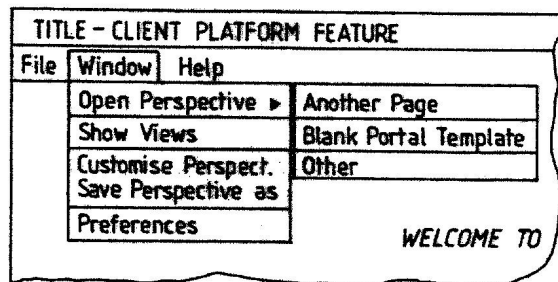 TITLE - CLIENT PLATFORM FEATURE
File Window Help
Open Perspective ▸ Another Page
Show Views Blank Portal Template
Customise Perspect. Other
Save Perspective as
Preferences
WELCOME TO